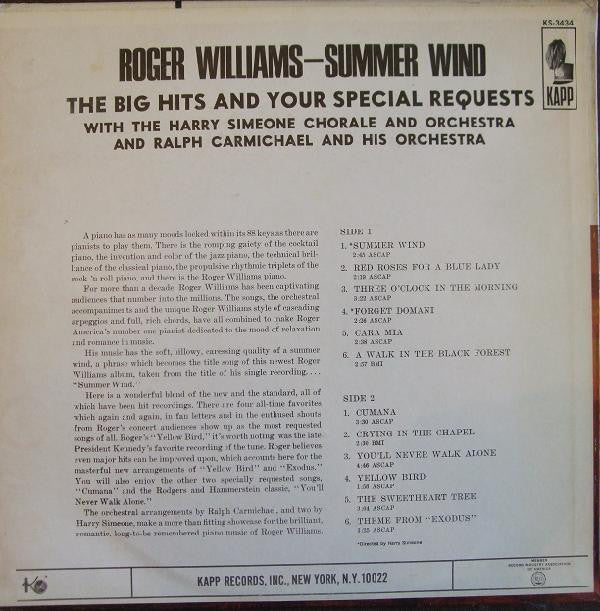 KS-3434
ROGER WILLIAMS—SUMMER WIND
THE BIG HITS AND YOUR SPECIAL REQUESTS
WITH THE HARRY SIMEONE CHORALE AND ORCHESTRA
AND RALPH CARMICHAEL AND HIS ORCHESTRA
KAPP
A piano has as many moods locked within its 88 keys as there are
pianists to play them. There is the romping gaiety of the cocktail
piano, the invention and color of the jazz piano, the technical bril-
liance of the classical piano, the propulsive rhythmic triplets of the
rock 'n roll piano, and there is the Roger Williams piano.
For more than a decade Roger Williams has been captivating
audiences that number into the millions. The songs, the orchestral
accompaniments and the unique Roger Williams style of cascading
arpeggios and full, rich chords, have all combined to make Roger
America's number one pianist dedicated to the mood of relaxation
and romance in music.
His music has the soft, billowy, caressing quality of a summer
wind, a phrase which becomes the title song of this newest Roger
Williams album, taken from the title of his single recording....
"Summer Wind."
Here is a wonderful blend of the new and the standard, all of
which have been hit recordings. There are four all-time favorites
which again and again, in fan letters and in the enthused shouts
from Roger's concert audiences show up as the most requested
songs of all. Roger's "Yellow Bird," it's worth noting was the late
President Kennedy's favorite recording of the tune. Roger believes
even major hits can be improved upon, which accounts here for the
masterful new arrangements of "Yellow Bird" and "Exodus."
You will also enjoy the other two specially requested songs,
"Cumana" and the Rodgers and Hammerstein classic, "You'll
Never Walk Alone."
The orchestral arrangements by Ralph Carmichael, and two by
Harry Simeone, make a more than fitting showcase for the brilliant,
romantic, long-to-be remembered piano music of Roger Williams.
SIDE 1
1. *SUMMER WIND
2:45 ASCAP
2. RED ROSES FOR A BLUE LADY
2:19 ASCAP
3. THREE O'CLOCK IN THE MORNING
3:22 ASCAP
4. *FORGET DOMANI
2:26 ASCAP
5. CARA MIA
2:38 ASCAP
6. A WALK IN THE BLACK FOREST
2:57 BMI
SIDE 2
1. CUMANA
3:30 ASCAP
2. CRYING IN THE CHAPEL
2:36 BMI
3. YOU'LL NEVER WALK ALONE
4:46 ASCAP
4. YELLOW BIRD
1:56 ASCAP
5. THE SWEETHEART TREE
3:04 ASCAP
6. THEME FROM "EXODUS"
3:25 ASCAP
*Directed by Harry Simeone
KAPP RECORDS, INC., NEW YORK, N.Y. 10022
MEMBER
RECORD INDUSTRY ASSOCIATION
OF AMERICA